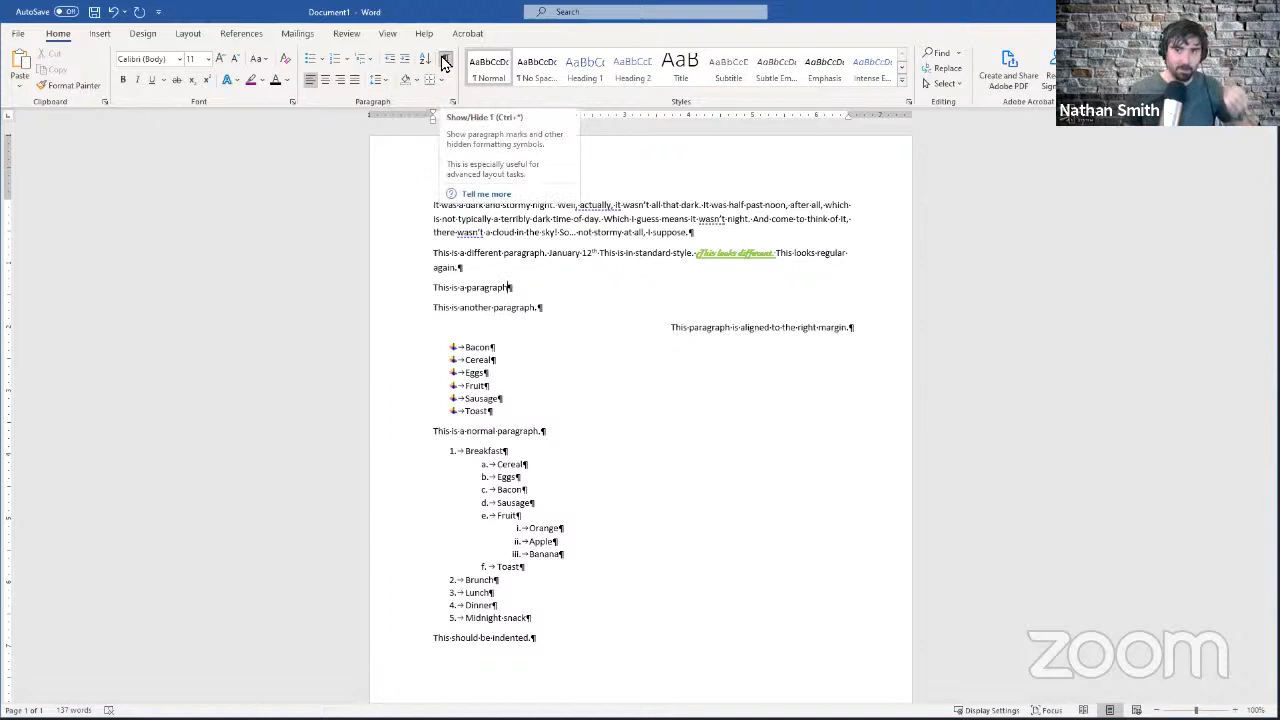 AutoSave Off Document1 - Word Search
File Home Insert Design Layout References Mailings Review View Help Acrobat
Cut
Copy
Paste Format Painter
Calibri (Body) 11
Clipboard Font Paragraph
AaBbCcDc ¶ Normal
AaBbCcDc ¶ No Spac...
AaBbCc Heading 1
AaBbCcD Heading 2
AaB Title
AaBbCcD Subtitle
AaBbCcDc Subtle Em...
AaBbCcDc Emphasis
AaBbCcDc Intense E...
Styles
Find
Replace
Select
Editing
Create and Share
Adobe PDF
Adobe Acro
Nathan Smith
Show/Hide ¶ (Ctrl+*)
Show paragraph marks and other
hidden formatting symbols.
This is especially useful for
advanced layout tasks.
Tell me more
It·was·a·dark·and·stormy·night.·Well,·actually,·it·wasn't·all·that·dark.·It·was·half-past-noon,·after·all,·which·
is·not·typically·a·terribly·dark·time·of·day.·Which·I·guess·means·it·wasn't·night.·And·come·to·think·of·it,·
there·wasn't·a·cloud·in·the·sky!·So...·not·stormy·at·all,·I·suppose.¶
This·is·a·different·paragraph.·January·12th·This·is·in·standard·style.·This looks different.·This·looks·regular·
again.¶
This·is·a·paragraph¶
This·is·another·paragraph.¶
This·paragraph·is·aligned·to·the·right·margin.¶
→Bacon¶
→Cereal¶
→Eggs¶
→Fruit¶
→Sausage¶
→Toast¶
This·is·a·normal·paragraph.¶
1.→Breakfast¶
a.→Cereal¶
b.→Eggs¶
c.→Bacon¶
d.→Sausage¶
e.→Fruit¶
i.→Orange¶
ii.→Apple¶
iii.→Banana¶
f.→Toast¶
2.→Brunch¶
3.→Lunch¶
4.→Dinner¶
5.→Midnight·snack¶
This·should·be·indented.¶
zoom
Page 1 of 1 137 words Display Settings Focus 100%